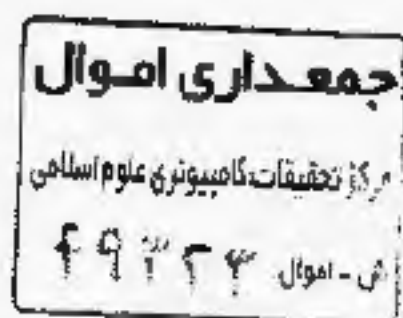 جمعداری اموال
مرکز تحقیقات کامپیوتری علوم اسلامی
ش - اموال